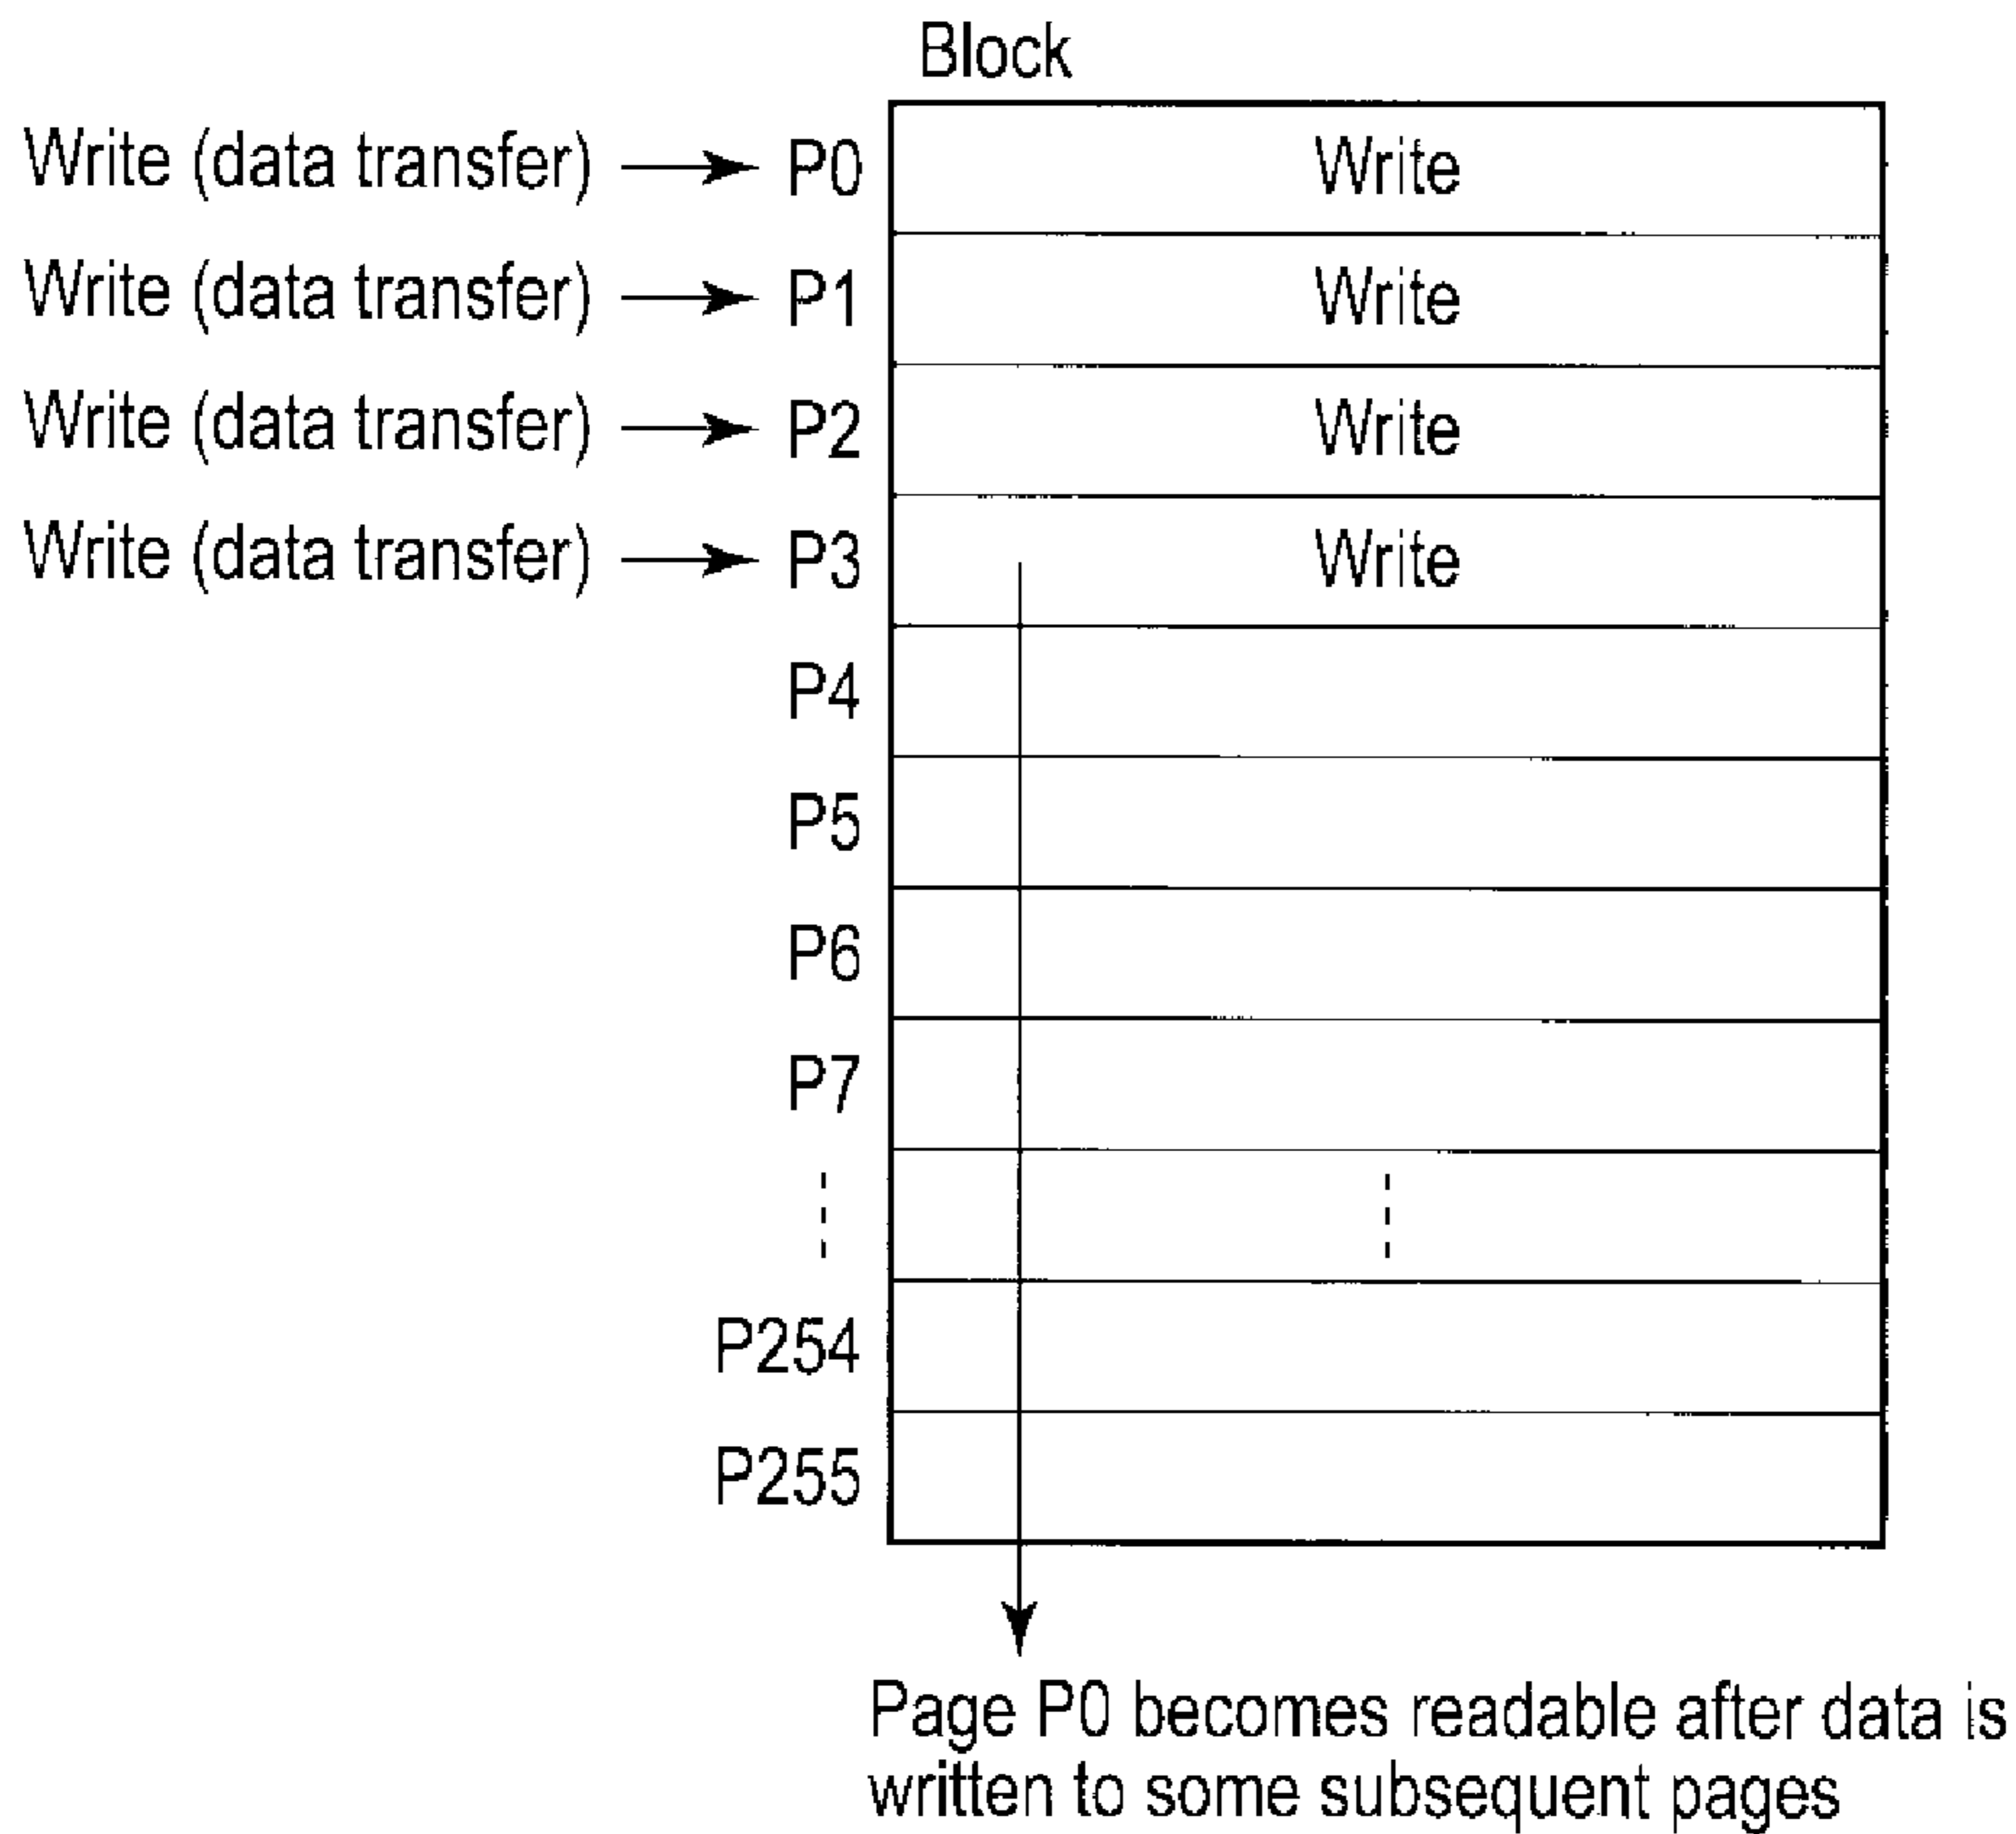 Block
Write (data transfer) P0 Write
Write (data transfer) P1 Write
Write (data transfer) P2 Write
Write (data transfer) P3 Write
P4
P5
P6
P7
P254
P255
Page P0 becomes readable after data is
written to some subsequent pages